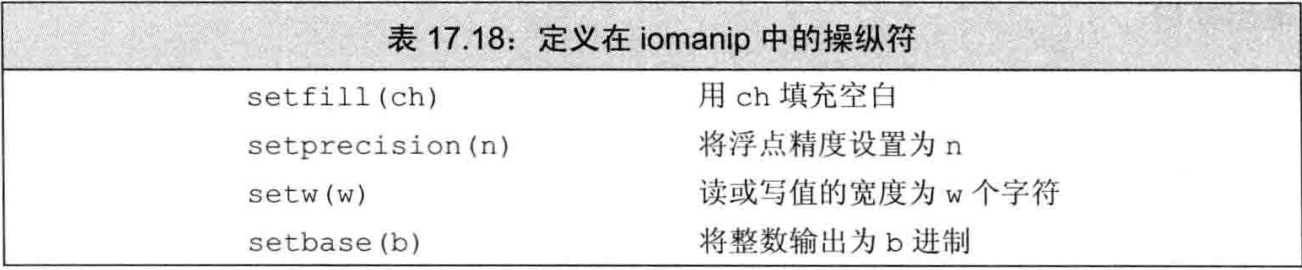 表 17.18：定义在 iomanip 中的操纵符
setfill(ch) 用 ch 填充空白
setprecision(n) 将浮点精度设置为 n
setw(w) 读或写值的宽度为 w 个字符
setbase(b) 将整数输出为 b 进制